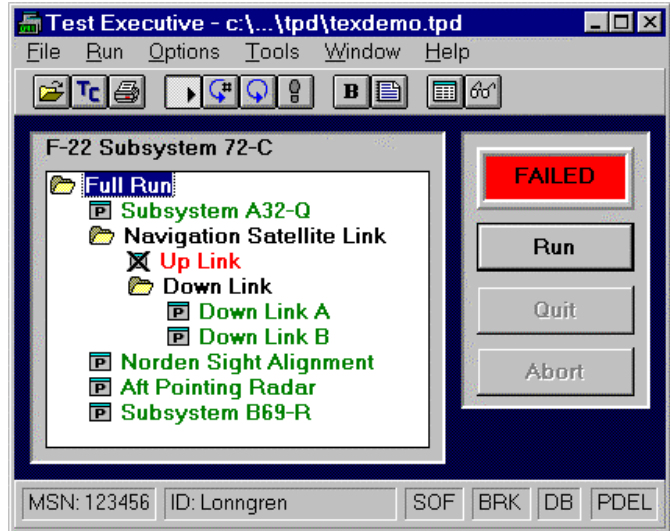 Test Executive - c:\...\tpd\texdemo.tpd
File Run Options Tools Window Help
TC # B
F-22 Subsystem 72-C
Full Run
P Subsystem A32-Q
Navigation Satellite Link
Up Link
Down Link
P Down Link A
P Down Link B
P Norden Sight Alignment
P Aft Pointing Radar
P Subsystem B69-R
FAILED
Run
Quit
Abort
MSN: 123456 ID: Lonngren SOF BRK DB PDEL